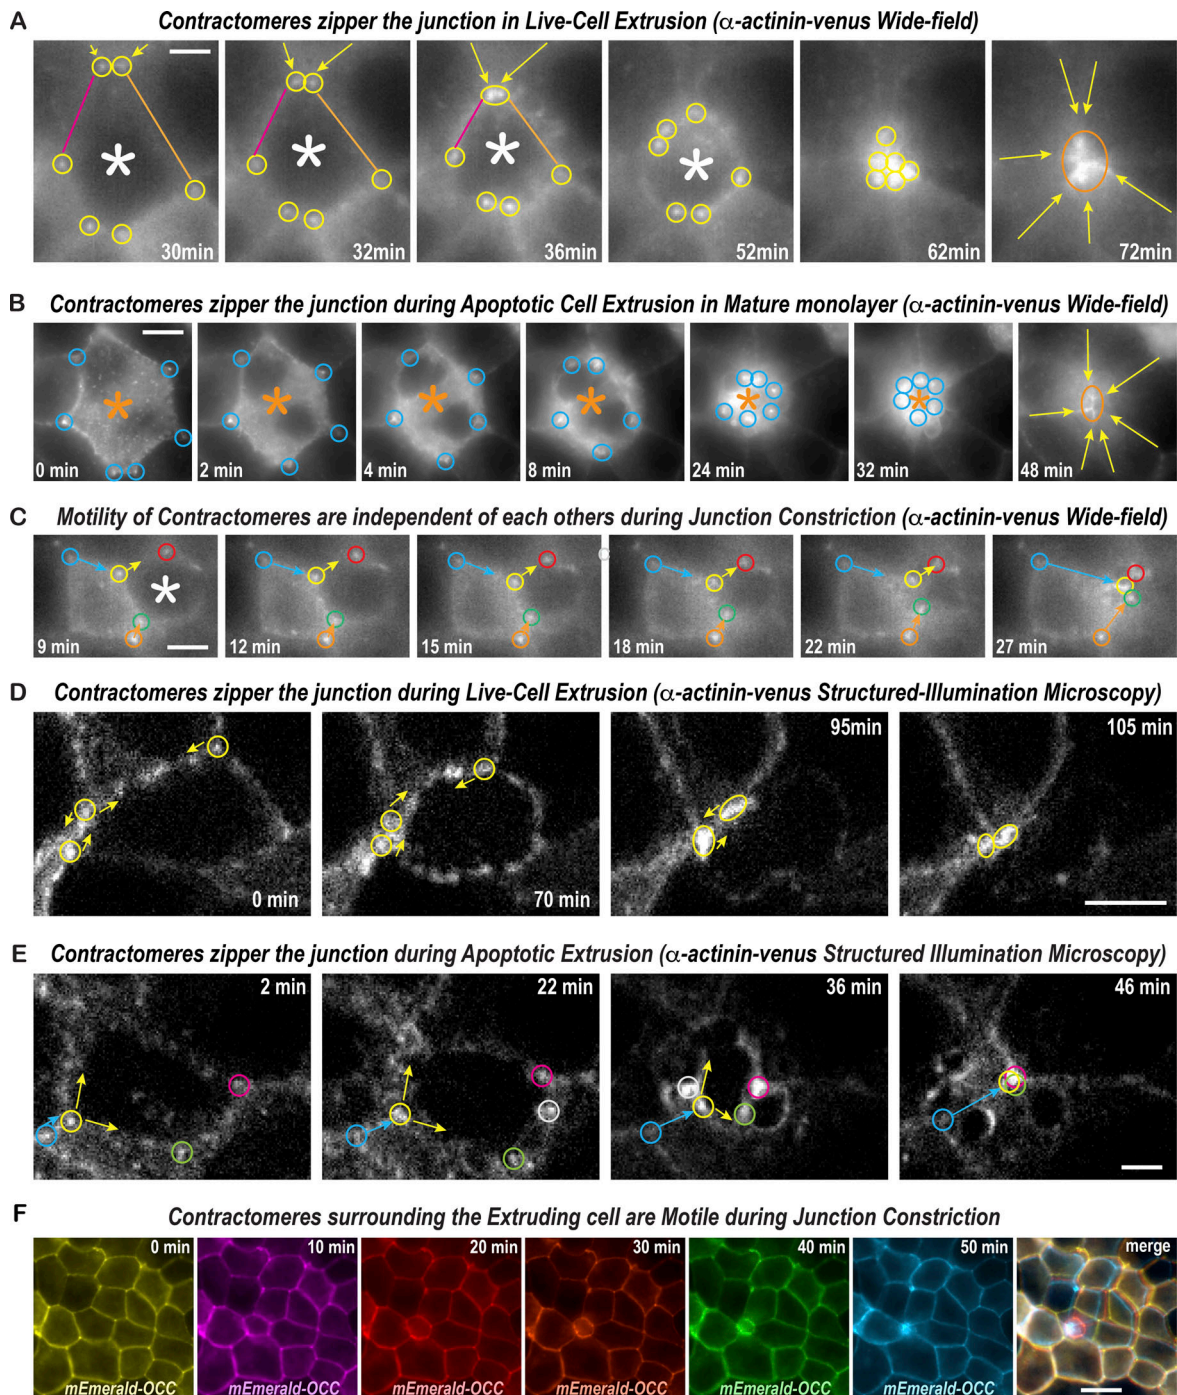 A Contractomeres zipper the junction in Live-Cell Extrusion (α-actinin-venus Wide-field)
30min 32min 36min 52min 62min 72min
B Contractomeres zipper the junction during Apoptotic Cell Extrusion in Mature monolayer (α-actinin-venus Wide-field)
0 min 2 min 4 min 8 min 24 min 32 min 48 min
C Motility of Contractomeres are independent of each others during Junction Constriction (α-actinin-venus Wide-field)
9 min 12 min 15 min 18 min 22 min 27 min
D Contractomeres zipper the junction during Live-Cell Extrusion (α-actinin-venus Structured-Illumination Microscopy)
0 min 70 min 95min 105 min
E Contractomeres zipper the junction during Apoptotic Extrusion (α-actinin-venus Structured Illumination Microscopy)
2 min 22 min 36 min 46 min
F Contractomeres surrounding the Extruding cell are Motile during Junction Constriction
0 min 10 min 20 min 30 min 40 min 50 min merge
mEmerald-OCC mEmerald-OCC mEmerald-OCC mEmerald-OCC mEmerald-OCC mEmerald-OCC